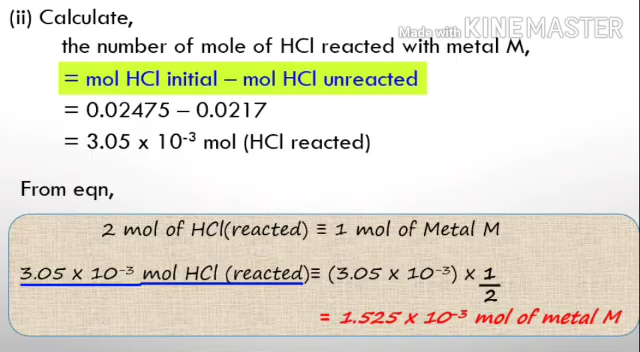 (ii) Calculate,
Made with KINEMASTER
the number of mole of HCl reacted with metal M,
= mol HCl initial – mol HCl unreacted
= 0.02475 – 0.0217
= 3.05 x 10⁻³ mol (HCl reacted)
From eqn,
2 mol of HCl(reacted) ≡ 1 mol of Metal M
3.05 x 10⁻³ mol HCl (reacted)≡ (3.05 x 10⁻³) x 1/2
= 1.525 x 10⁻³ mol of metal M